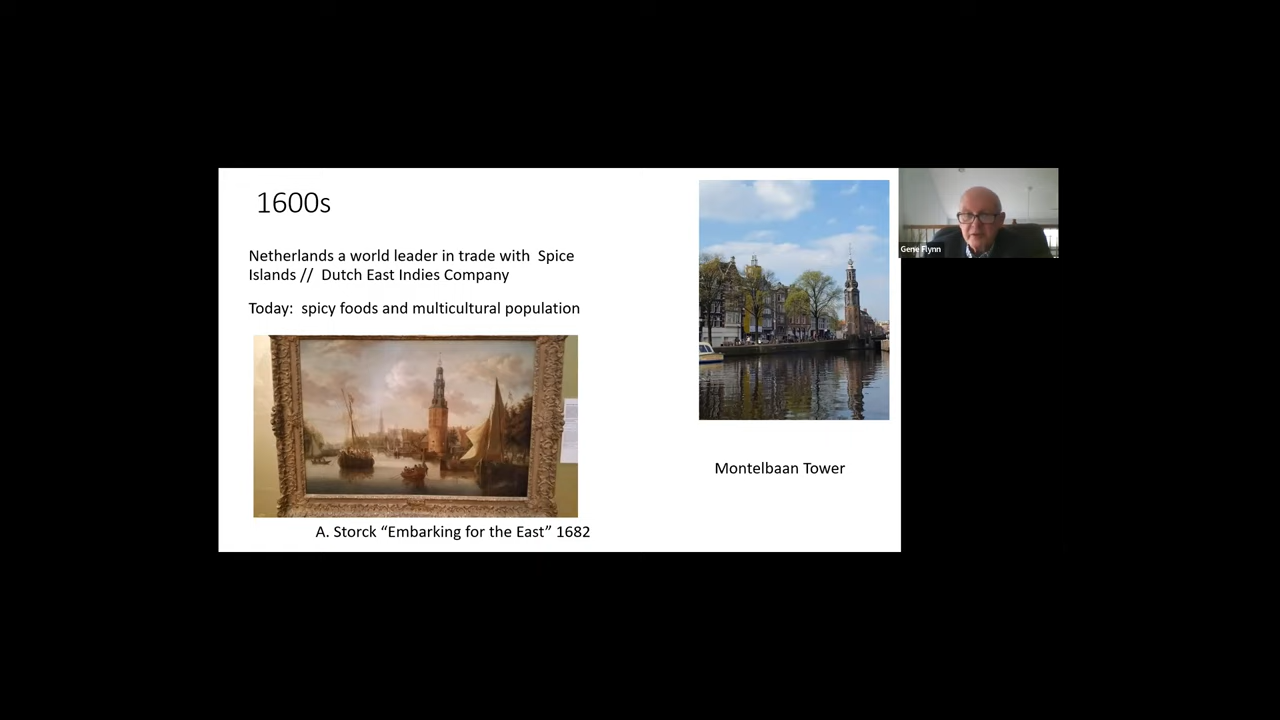 1600s
Netherlands a world leader in trade with Spice
Islands // Dutch East Indies Company
Today: spicy foods and multicultural population
A. Storck “Embarking for the East” 1682
Montelbaan Tower
Gene Flynn